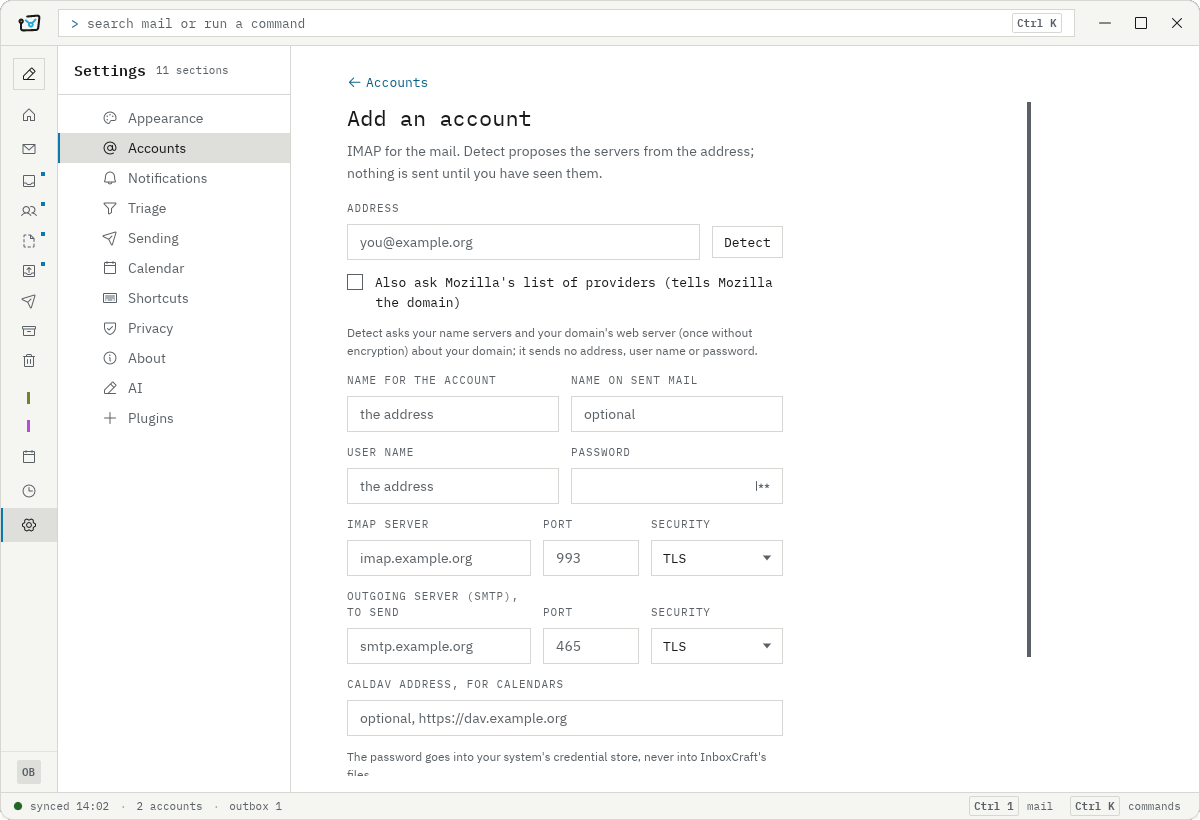 > search mail or run a command
Ctrl K
Settings 11 sections
Appearance
Accounts
Notifications
Triage
Sending
Calendar
Shortcuts
Privacy
About
AI
Plugins
OB
← Accounts
Add an account
IMAP for the mail. Detect proposes the servers from the address;
nothing is sent until you have seen them.
ADDRESS
you@example.org
Detect
Also ask Mozilla's list of providers (tells Mozilla
the domain)
Detect asks your name servers and your domain's web server (once without
encryption) about your domain; it sends no address, user name or password.
NAME FOR THE ACCOUNT NAME ON SENT MAIL
the address optional
USER NAME PASSWORD
the address
IMAP SERVER PORT SECURITY
imap.example.org 993 TLS
OUTGOING SERVER (SMTP),
TO SEND PORT SECURITY
smtp.example.org 465 TLS
CALDAV ADDRESS, FOR CALENDARS
optional, https://dav.example.org
The password goes into your system's credential store, never into InboxCraft's
files.
synced 14:02 · 2 accounts · outbox 1
Ctrl 1 mail Ctrl K commands